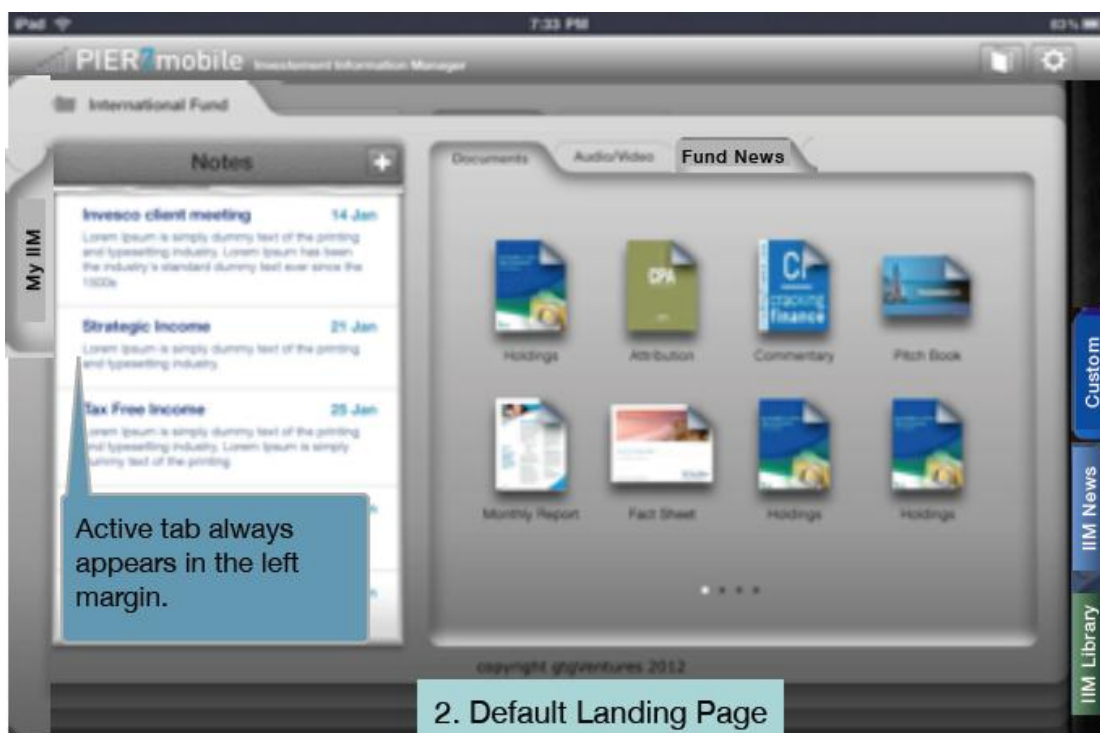 iPad
7:33 PM
83%
PIER7mobile Investement Information Manager
International Fund
My IIM
Notes
+
Invesco client meeting 14 Jan
Lorem Ipsum is simply dummy text of the printing
and typesetting industry. Lorem Ipsum has been
the industry's standard dummy text ever since the
1500s
Strategic Income 21 Jan
Lorem Ipsum is simply dummy text of the printing
and typesetting industry.
Tax Free Income 25 Jan
Lorem Ipsum is simply dummy text of the printing
and typesetting industry. Lorem Ipsum is simply
dummy text of the printing
Active tab always
appears in the left
margin.
Documents
Audio/Video
Fund News
CPA
CF
cracking
finance
Holdings
Attribution
Commentary
Pitch Book
Monthly Report
Fact Sheet
Holdings
Holdings
Custom
IIM News
IIM Library
copyright gtgVentures 2012
2. Default Landing Page